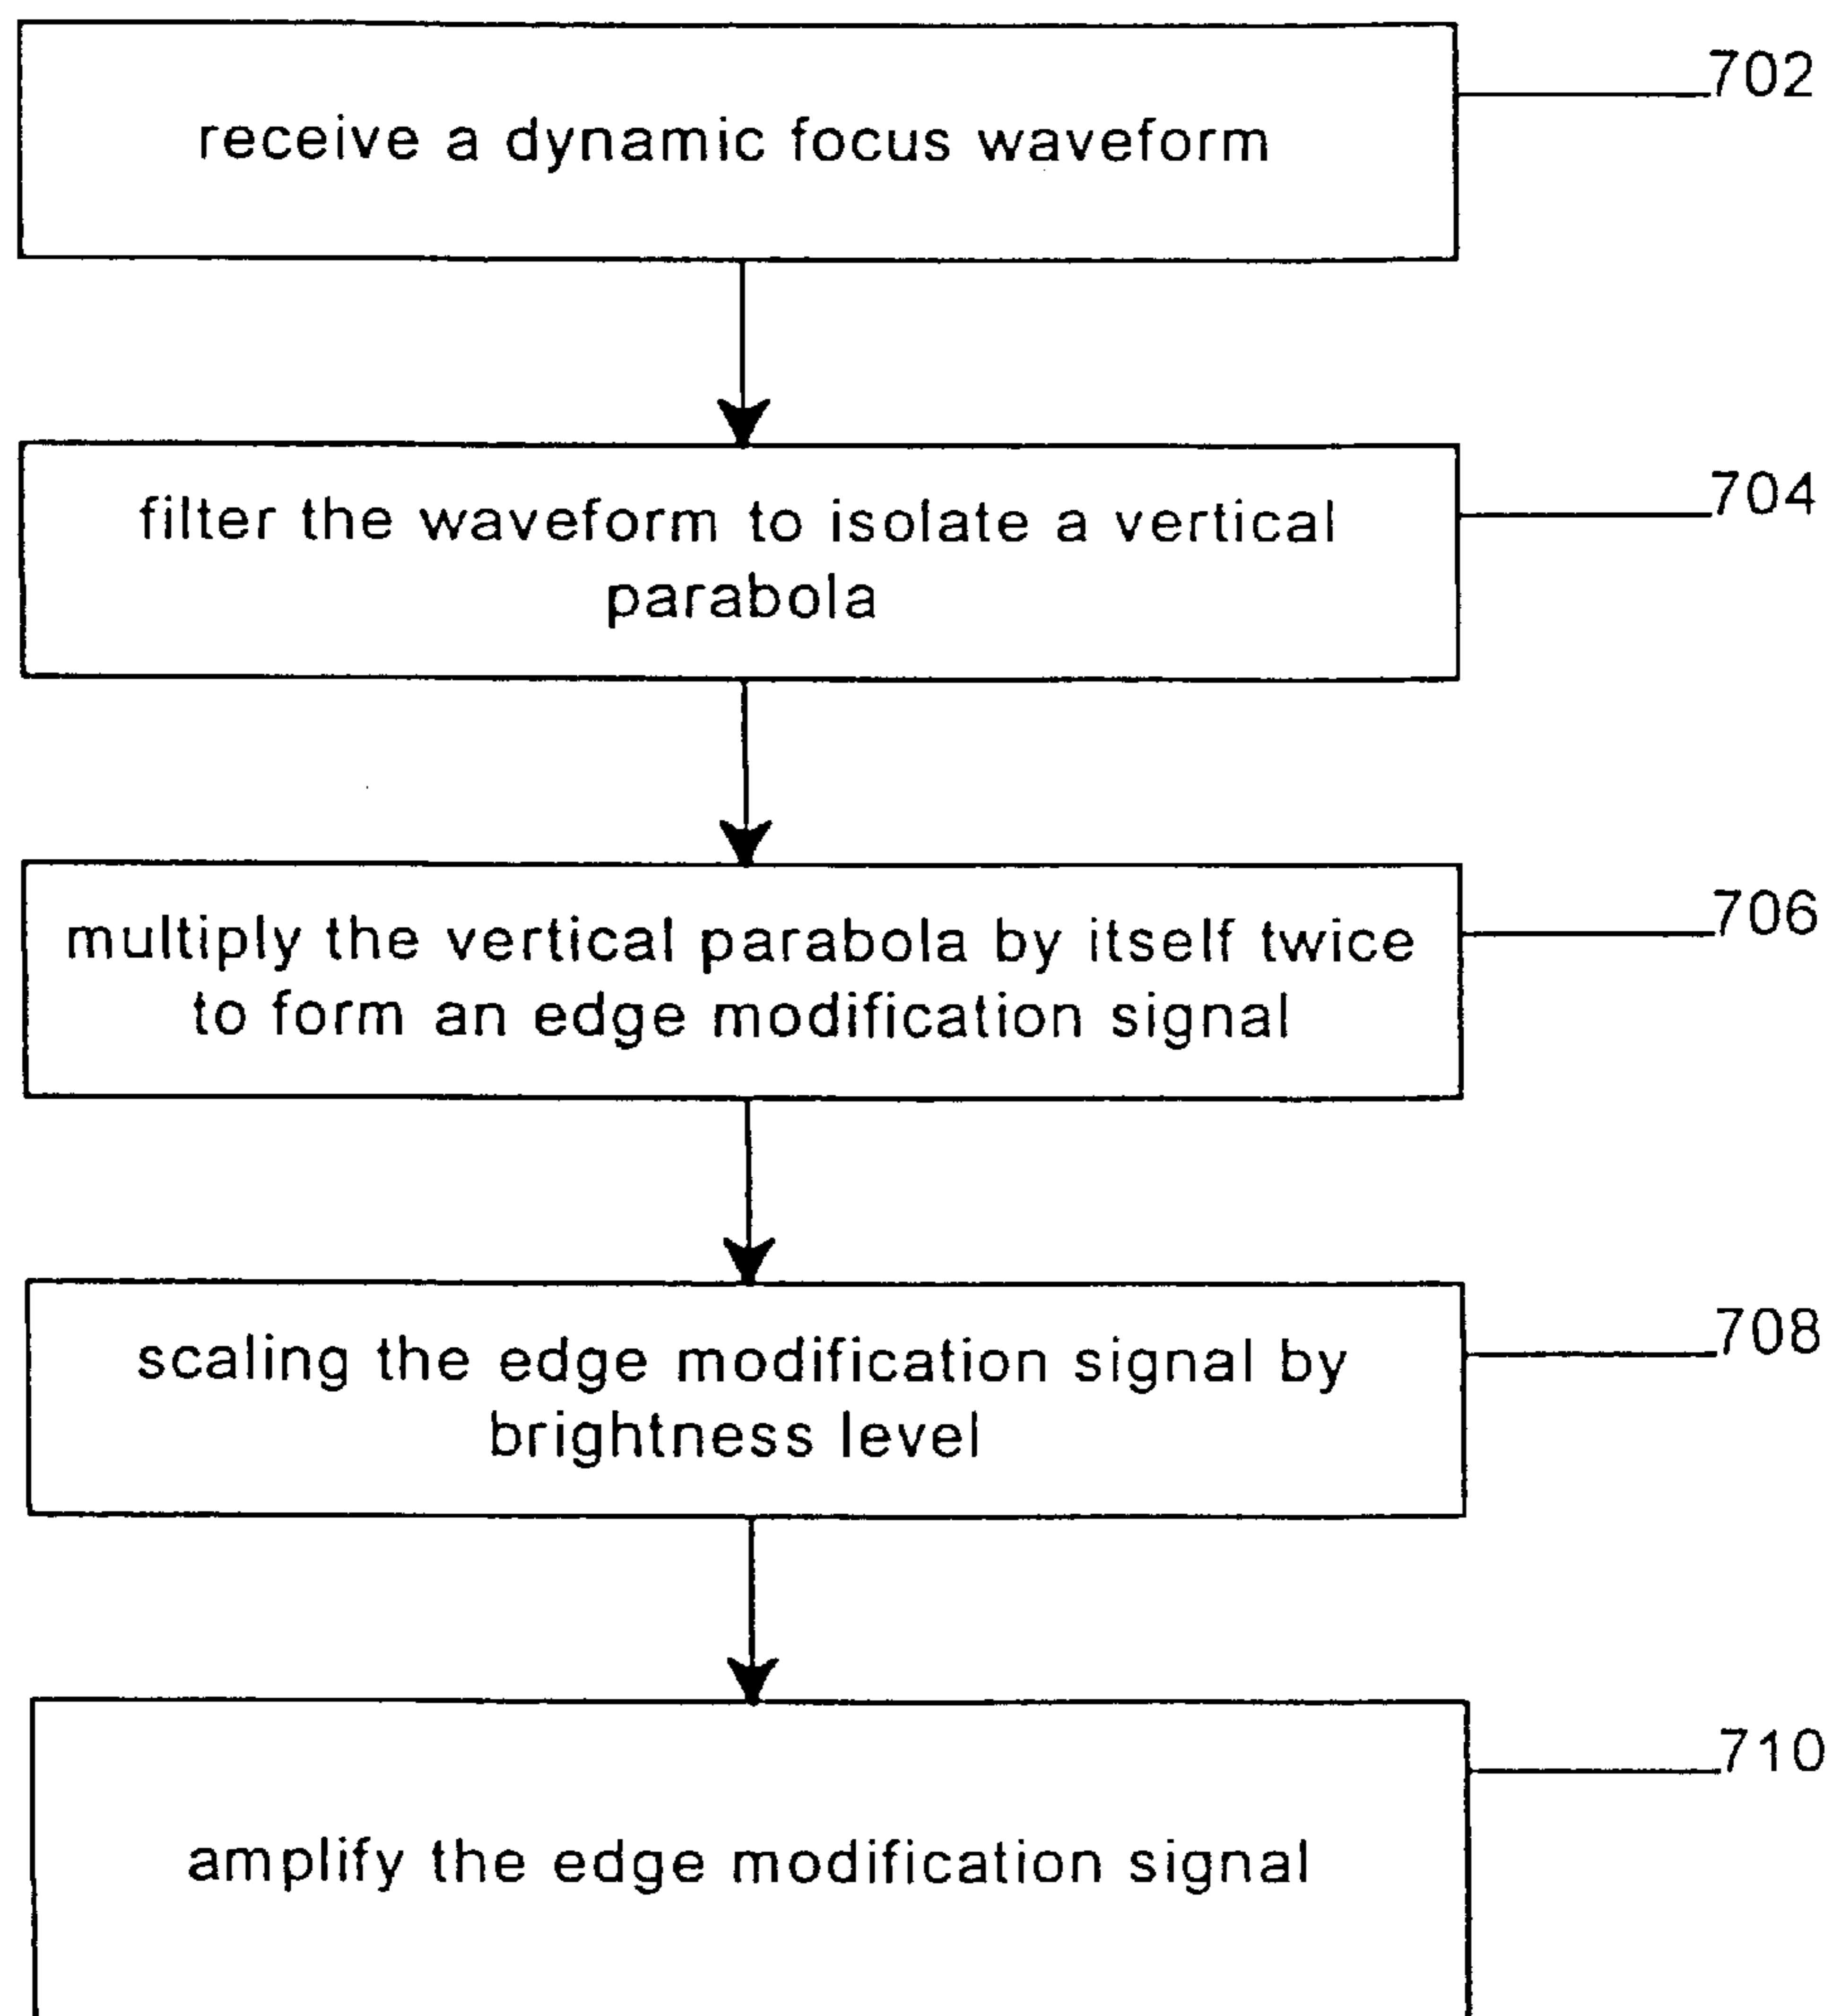 702
receive a dynamic focus waveform
704
filter the waveform to isolate a vertical
parabola
706
multiply the vertical parabola by itself twice
to form an edge modification signal
708
scaling the edge modification signal by
brightness level
710
amplify the edge modification signal